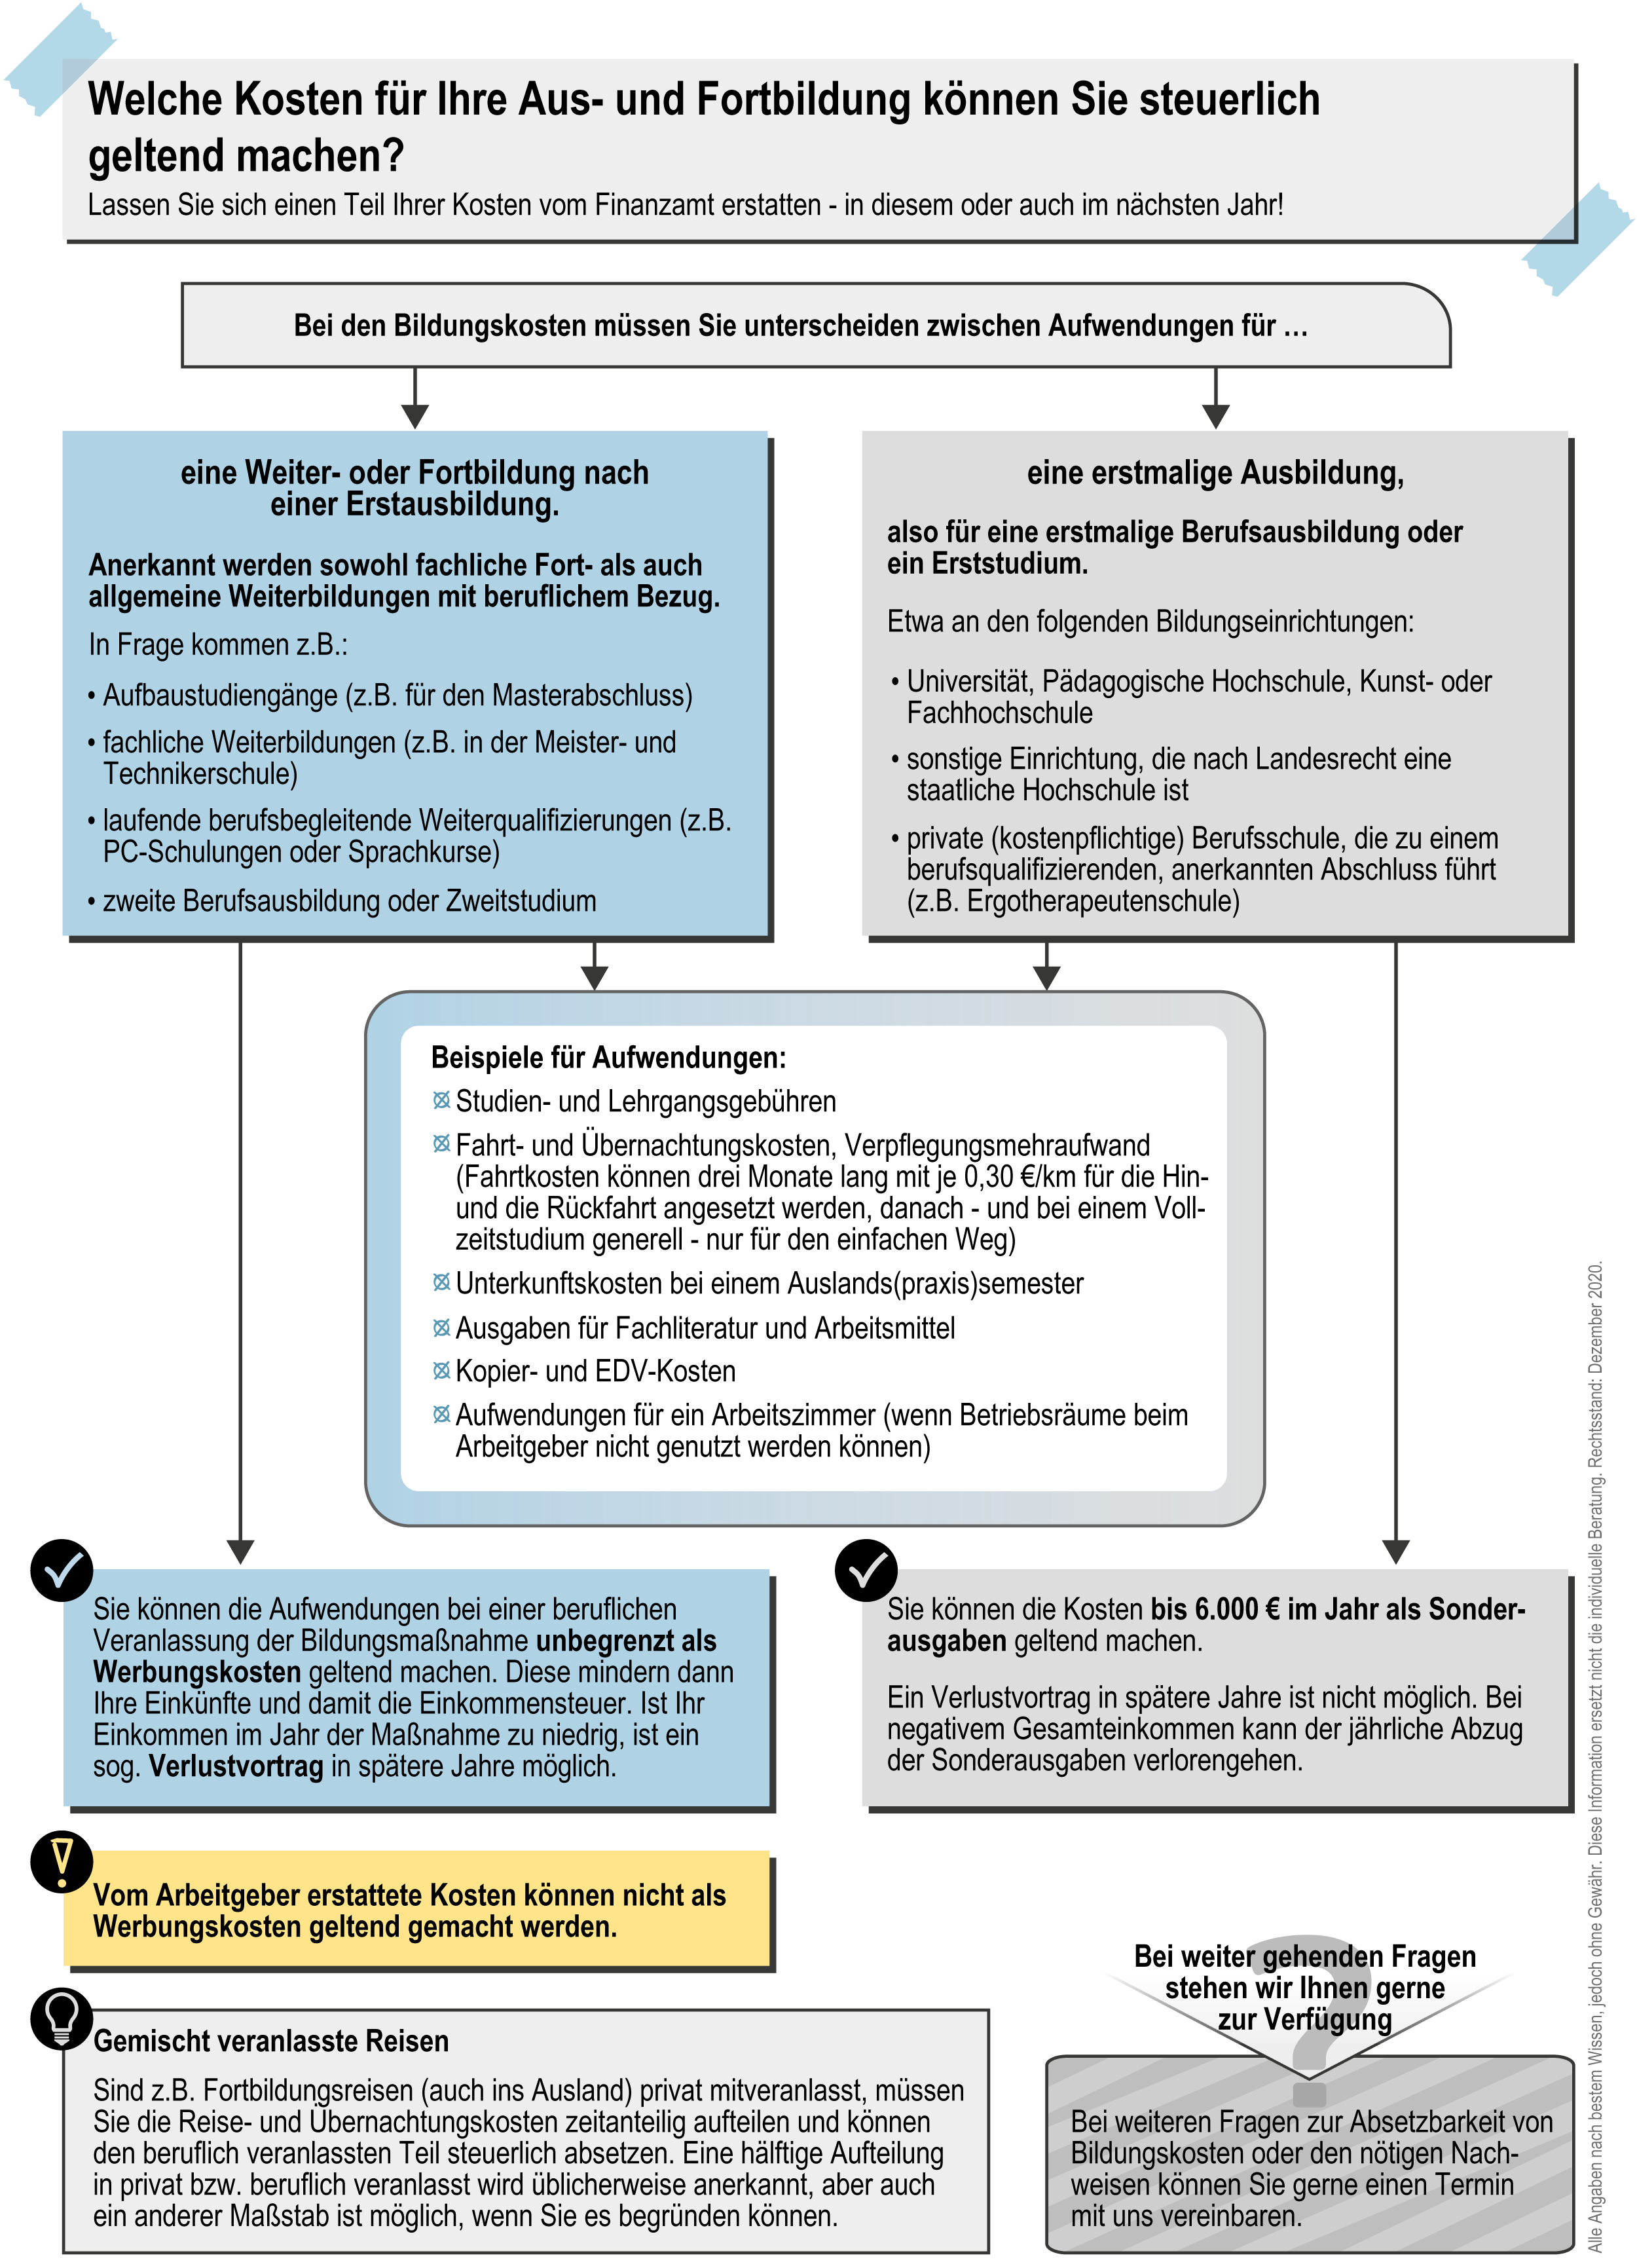 Welche Kosten für Ihre Aus- und Fortbildung können Sie steuerlich
geltend machen?
Lassen Sie sich einen Teil Ihrer Kosten vom Finanzamt erstatten - in diesem oder auch im nächsten Jahr!
Bei den Bildungskosten müssen Sie unterscheiden zwischen Aufwendungen für …
eine Weiter- oder Fortbildung nach
einer Erstausbildung.
Anerkannt werden sowohl fachliche Fort- als auch
allgemeine Weiterbildungen mit beruflichem Bezug.
In Frage kommen z.B.:
• Aufbaustudiengänge (z.B. für den Masterabschluss)
• fachliche Weiterbildungen (z.B. in der Meister- und
Technikerschule)
• laufende berufsbegleitende Weiterqualifizierungen (z.B.
PC-Schulungen oder Sprachkurse)
• zweite Berufsausbildung oder Zweitstudium
eine erstmalige Ausbildung,
also für eine erstmalige Berufsausbildung oder
ein Erststudium.
Etwa an den folgenden Bildungseinrichtungen:
• Universität, Pädagogische Hochschule, Kunst- oder
Fachhochschule
• sonstige Einrichtung, die nach Landesrecht eine
staatliche Hochschule ist
• private (kostenpflichtige) Berufsschule, die zu einem
berufsqualifizierenden, anerkannten Abschluss führt
(z.B. Ergotherapeutenschule)
Beispiele für Aufwendungen:
Studien- und Lehrgangsgebühren
Fahrt- und Übernachtungskosten, Verpflegungsmehraufwand
(Fahrtkosten können drei Monate lang mit je 0,30 €/km für die Hin-
und die Rückfahrt angesetzt werden, danach - und bei einem Voll-
zeitstudium generell - nur für den einfachen Weg)
Unterkunftskosten bei einem Auslands(praxis)semester
Ausgaben für Fachliteratur und Arbeitsmittel
Kopier- und EDV-Kosten
Aufwendungen für ein Arbeitszimmer (wenn Betriebsräume beim
Arbeitgeber nicht genutzt werden können)
Sie können die Aufwendungen bei einer beruflichen
Veranlassung der Bildungsmaßnahme unbegrenzt als
Werbungskosten geltend machen. Diese mindern dann
Ihre Einkünfte und damit die Einkommensteuer. Ist Ihr
Einkommen im Jahr der Maßnahme zu niedrig, ist ein
sog. Verlustvortrag in spätere Jahre möglich.
Sie können die Kosten bis 6.000 € im Jahr als Sonder-
ausgaben geltend machen.
Ein Verlustvortrag in spätere Jahre ist nicht möglich. Bei
negativem Gesamteinkommen kann der jährliche Abzug
der Sonderausgaben verlorengehen.
Vom Arbeitgeber erstattete Kosten können nicht als
Werbungskosten geltend gemacht werden.
Gemischt veranlasste Reisen
Sind z.B. Fortbildungsreisen (auch ins Ausland) privat mitveranlasst, müssen
Sie die Reise- und Übernachtungskosten zeitanteilig aufteilen und können
den beruflich veranlassten Teil steuerlich absetzen. Eine hälftige Aufteilung
in privat bzw. beruflich veranlasst wird üblicherweise anerkannt, aber auch
ein anderer Maßstab ist möglich, wenn Sie es begründen können.
?
Bei weiter gehenden Fragen
stehen wir Ihnen gerne
zur Verfügung
Bei weiteren Fragen zur Absetzbarkeit von
Bildungskosten oder den nötigen Nach-
weisen können Sie gerne einen Termin
mit uns vereinbaren.
Alle Angaben nach bestem Wissen, jedoch ohne Gewähr. Diese Information ersetzt nicht die individuelle Beratung. Rechtsstand: Dezember 2020.